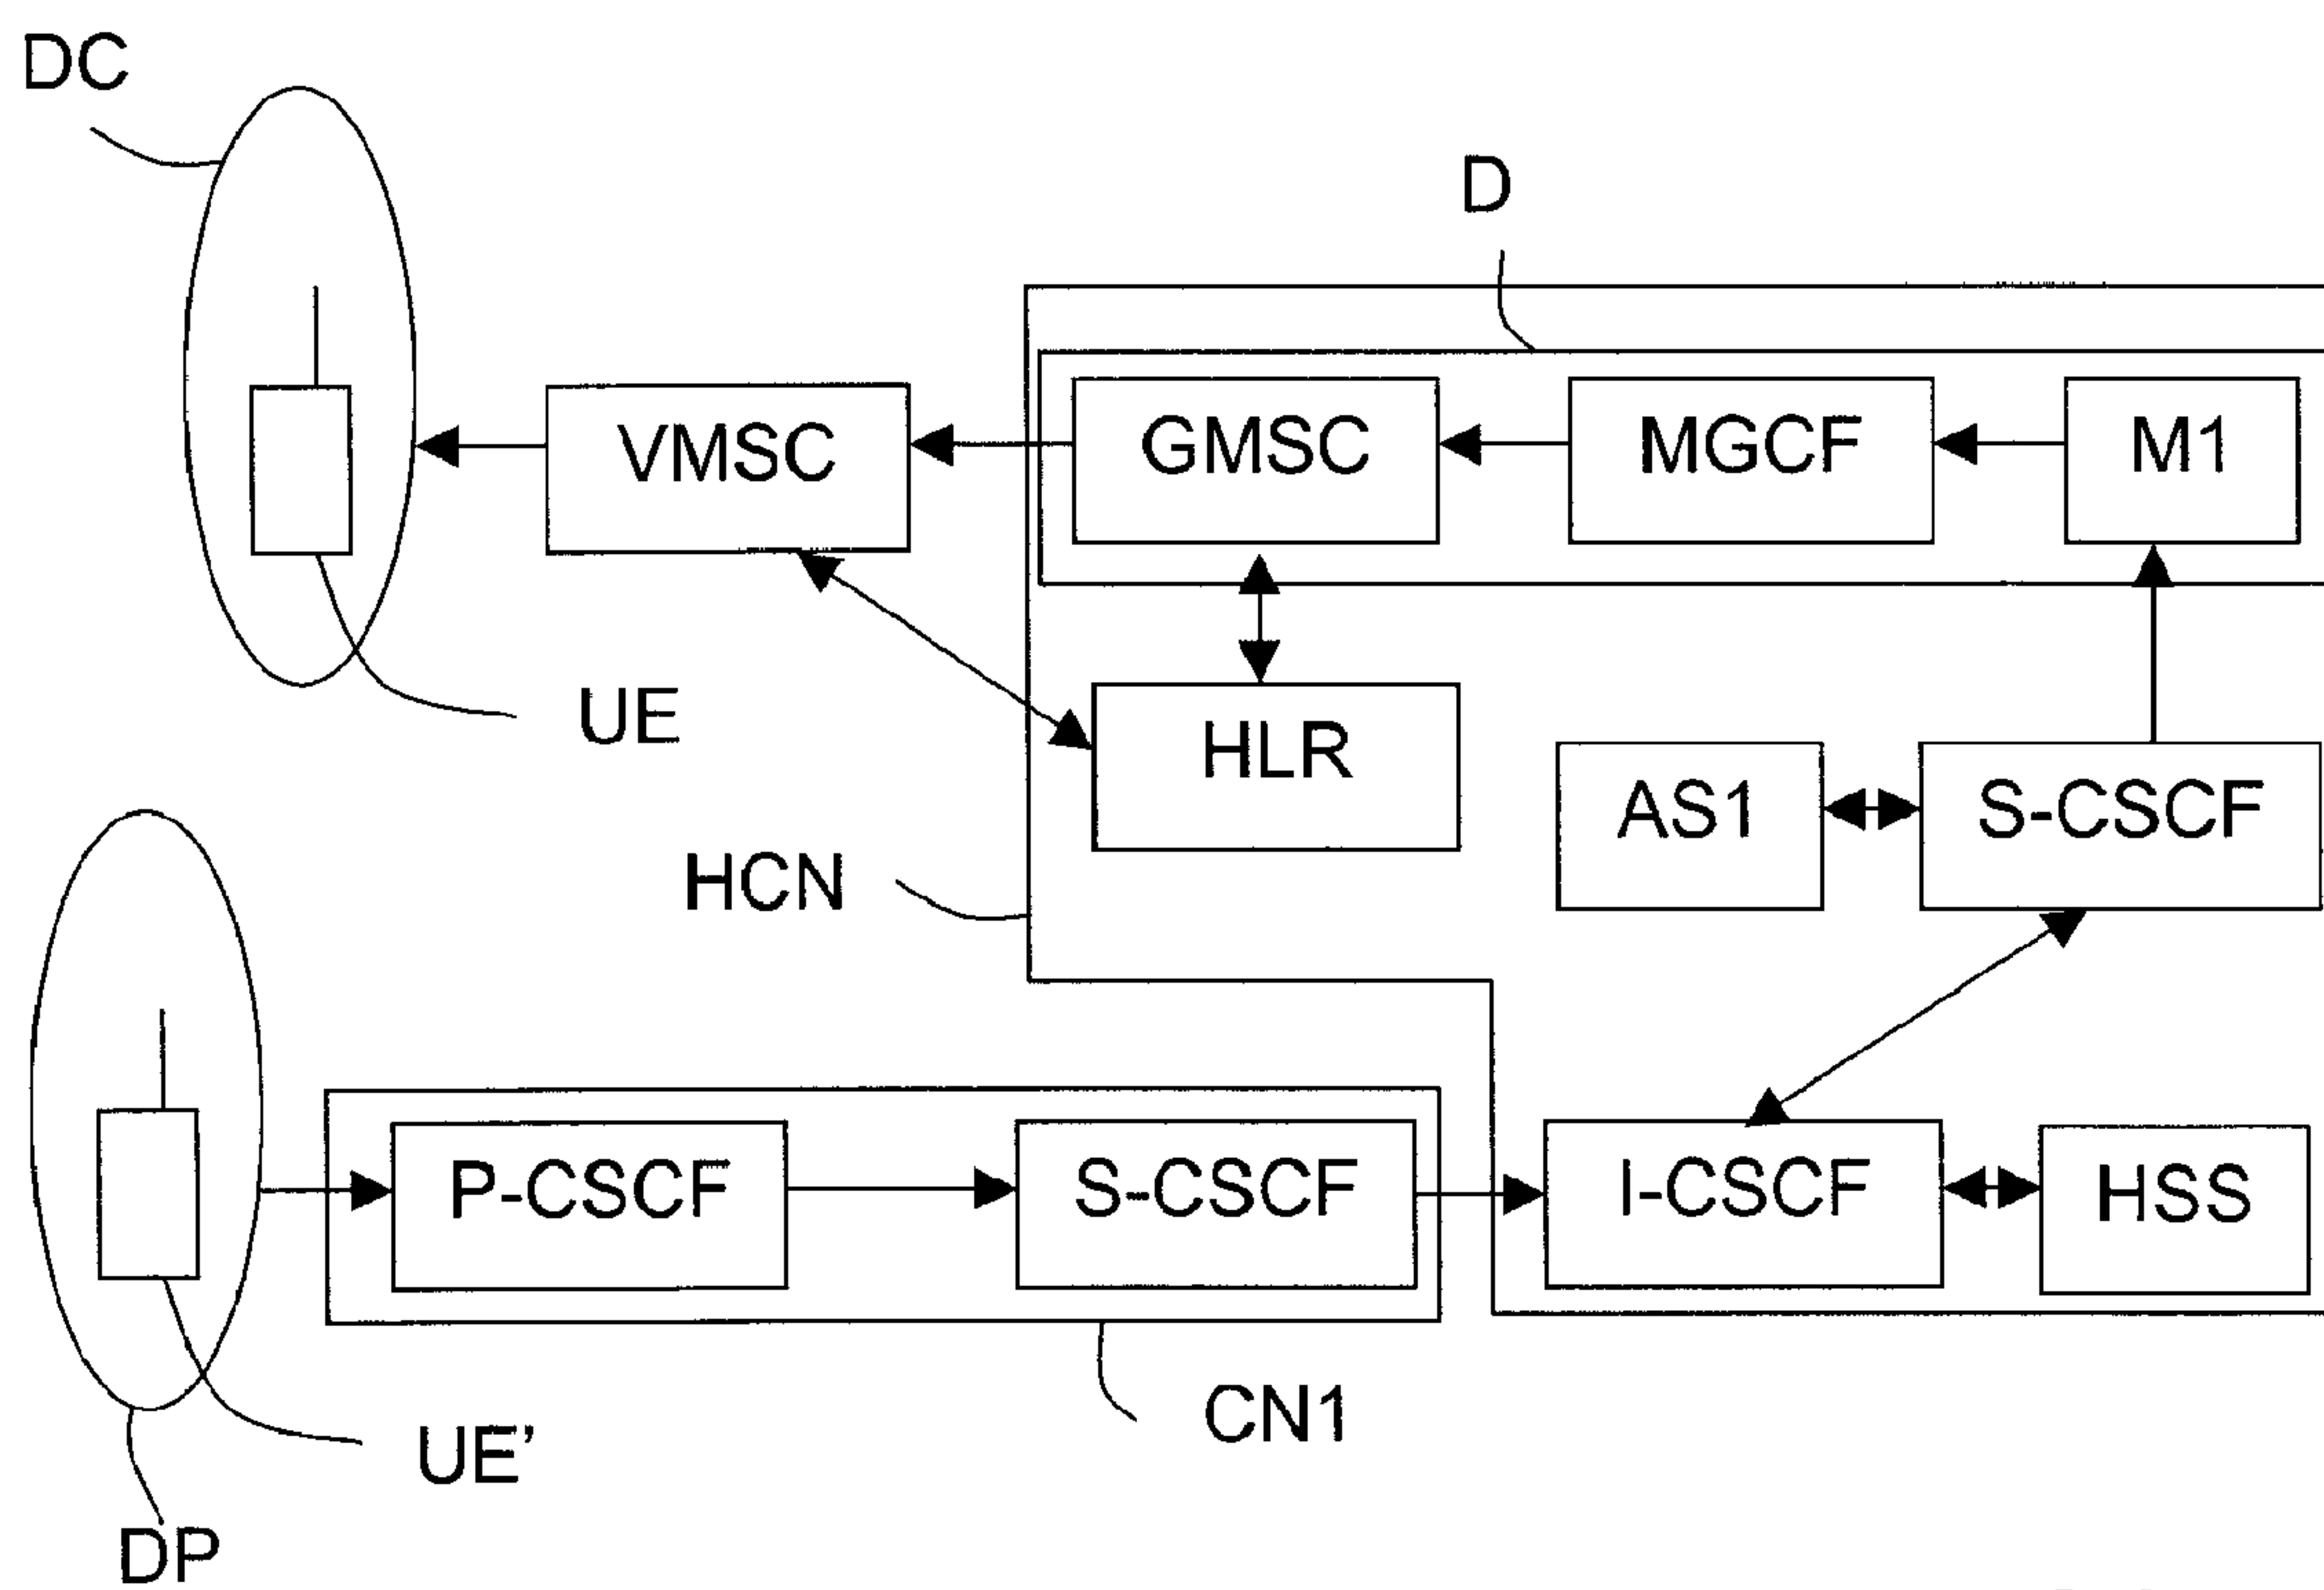 DC
D
VMSC
GMSC
MGCF
M1
UE
HLR
AS1
S-CSCF
HCN
P-CSCF
S-CSCF
I-CSCF
HSS
CN1
UE’
DP